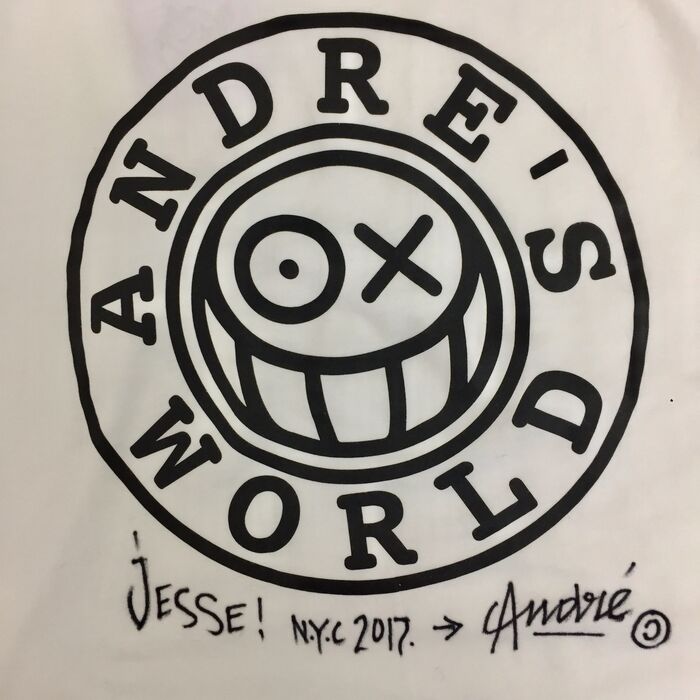 ANDRE'S
WORLD
JESSE! N.Y.C 2017. → André